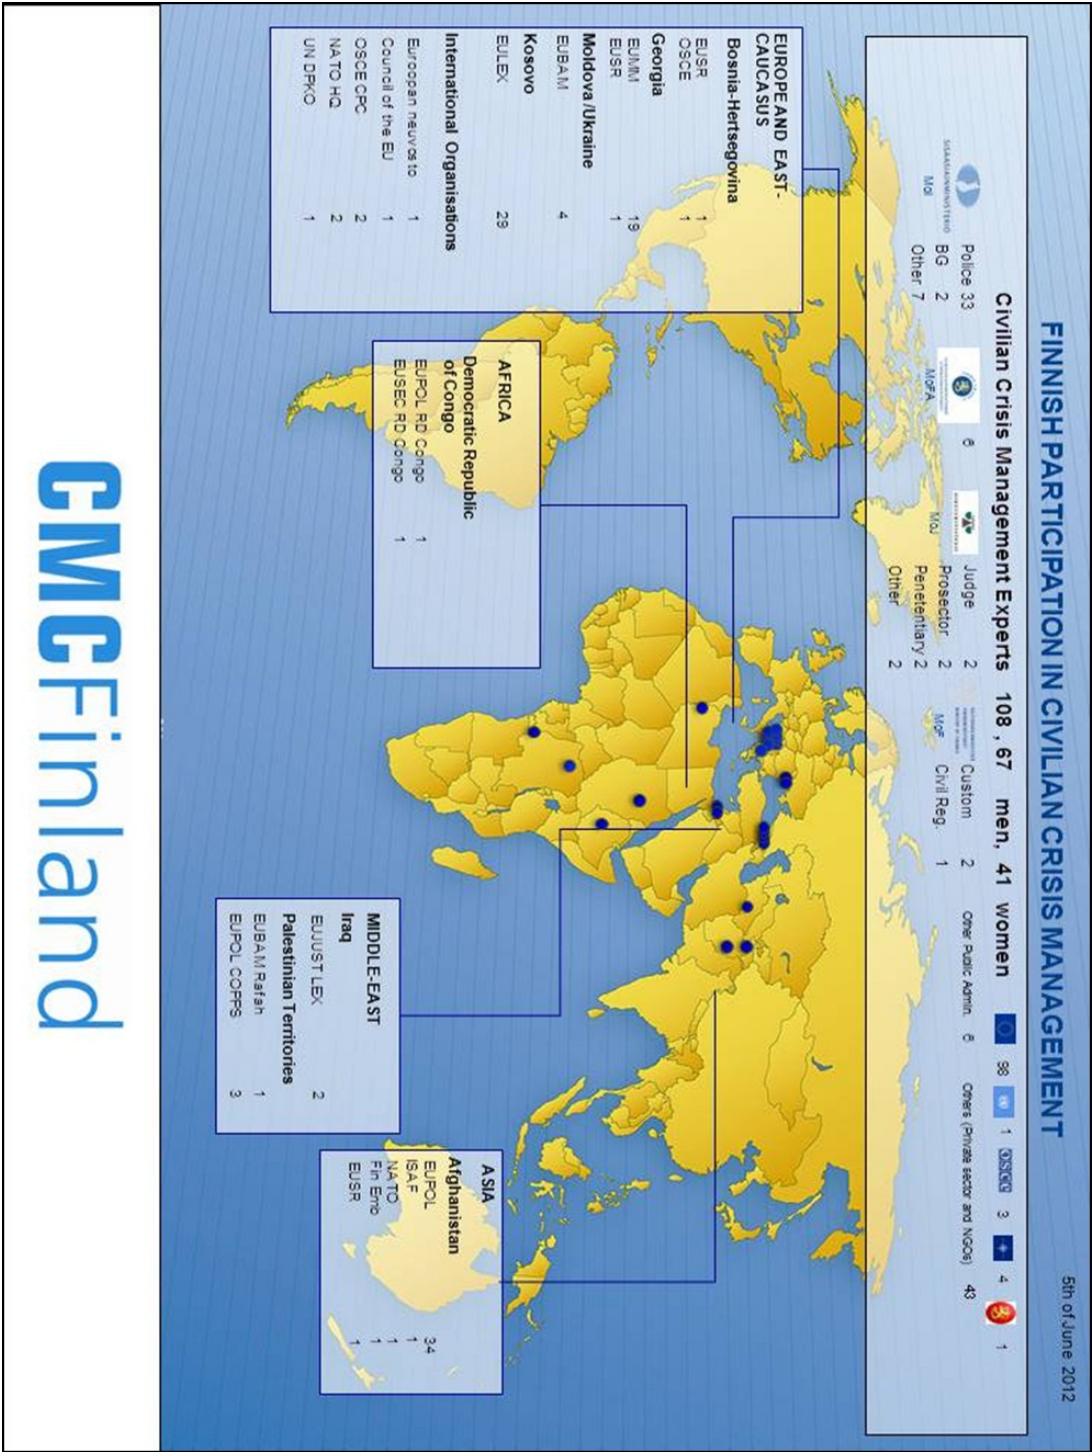 5th of June 2012
FINNISH PARTICIPATION IN CIVILIAN CRISIS MANAGEMENT
Civilian Crisis Management Experts 108 , 67 men, 41 women 98 1 OSCE 3 4 1
SISÄASIAINMINISTERIÖ
MoI
Police 33
BG 2
Other 7
MoFA
6
MoJ
Judge 2
Prosector 2
Penetentiary 2
Other 2
MoF
Custom 2
Civil Reg. 1
Other Public Admin. 6
Others (Private sector and NGOs) 43
EUROPE AND EAST-
CAUCASUS
Bosnia-Hertsegovina
EUSR 1
OSCE 1
Georgia
EUMM 19
EUSR 1
Moldova /Ukraine
EUBAM 4
Kosovo
EULEX 29
International Organisations
Euroopan neuvosto 1
Council of the EU 1
OSCE CPC 2
NATO HQ 2
UN DPKO 1
AFRICA
Democratic Republic
of Congo
EUPOL RD Congo 1
EUSEC RD Congo 1
MIDDLE-EAST
Iraq
EUJUST LEX 2
Palestinian Territories
EUBAM Rafah 1
EUPOL COPPS 3
ASIA
Afghanistan
EUPOL 34
ISAF 1
NATO 1
Fin Emb 1
EUSR 1
CMCFinland